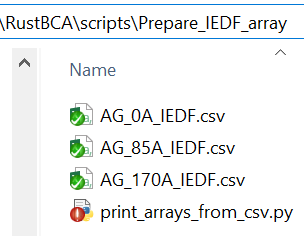 \RustBCA\scripts\Prepare_IEDF_array
Name
AG_0A_IEDF.csv
AG_85A_IEDF.csv
AG_170A_IEDF.csv
print_arrays_from_csv.py